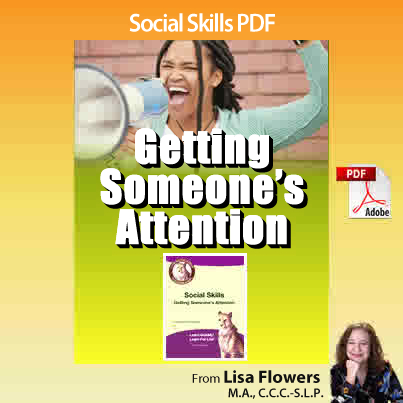 Social Skills PDF
Getting
Someone's
Attention
PDF
Adobe
Social Skills
Getting Someone's Attention
From Lisa Flowers
M.A., C.C.C.-S.L.P.